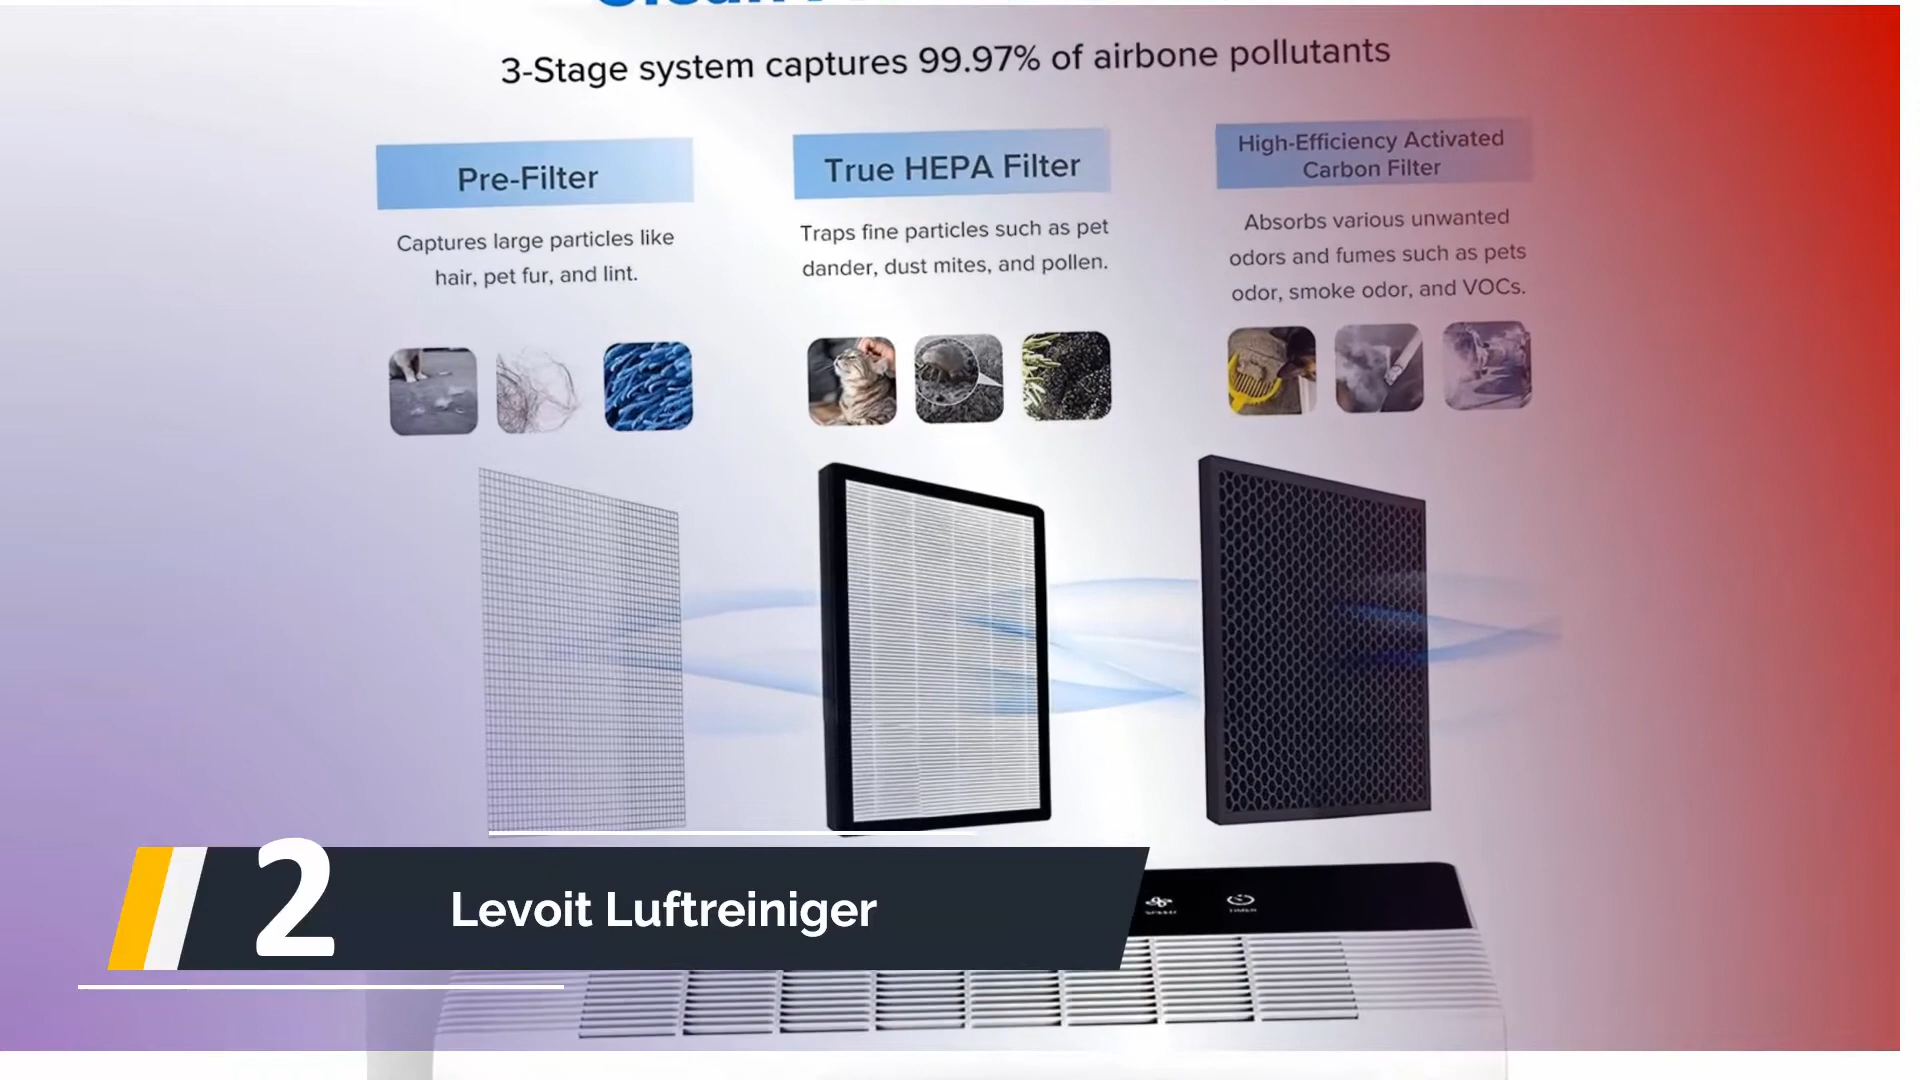 3-Stage system captures 99.97% of airbone pollutants
Pre-Filter
Captures large particles like
hair, pet fur, and lint.
True HEPA Filter
Traps fine particles such as pet
dander, dust mites, and pollen.
High-Efficiency Activated
Carbon Filter
Absorbs various unwanted
odors and fumes such as pets
odor, smoke odor, and VOCs.
2
Levoit Luftreiniger
SPEED
TIMER